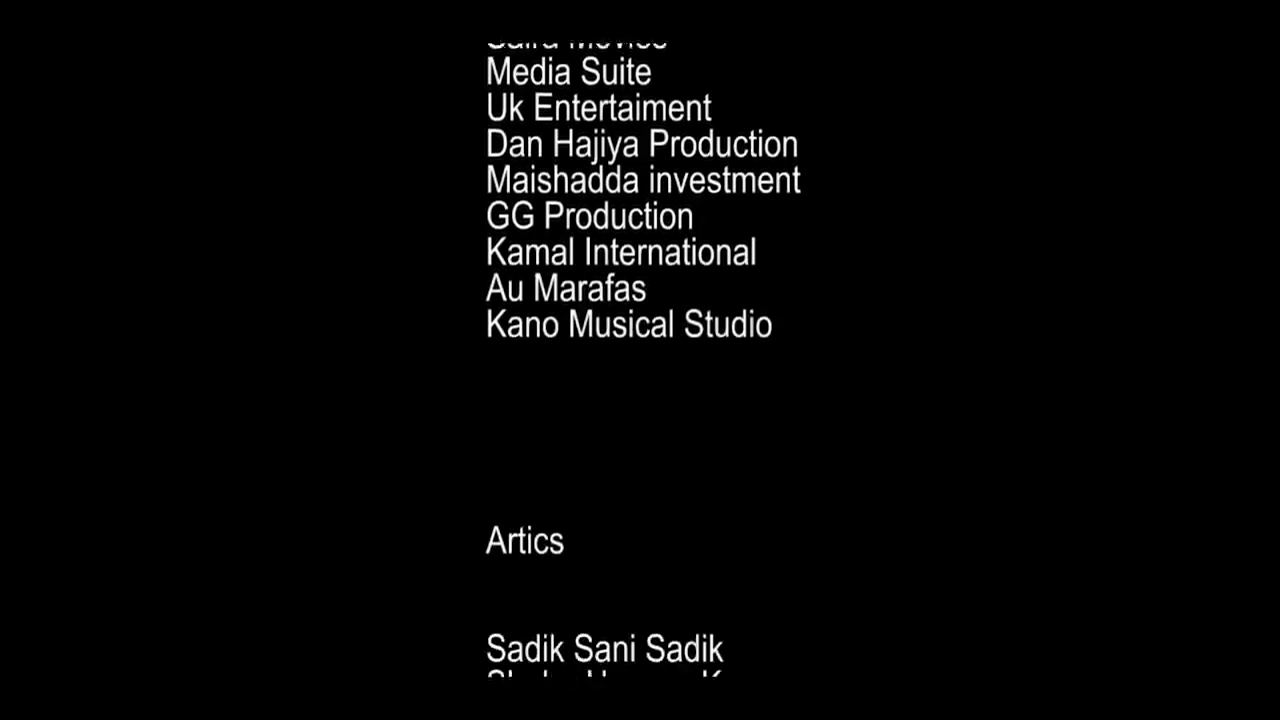 Movies
Media Suite
Uk Entertaiment
Dan Hajiya Production
Maishadda investment
GG Production
Kamal International
Au Marafas
Kano Musical Studio
Artics
Sadik Sani Sadik